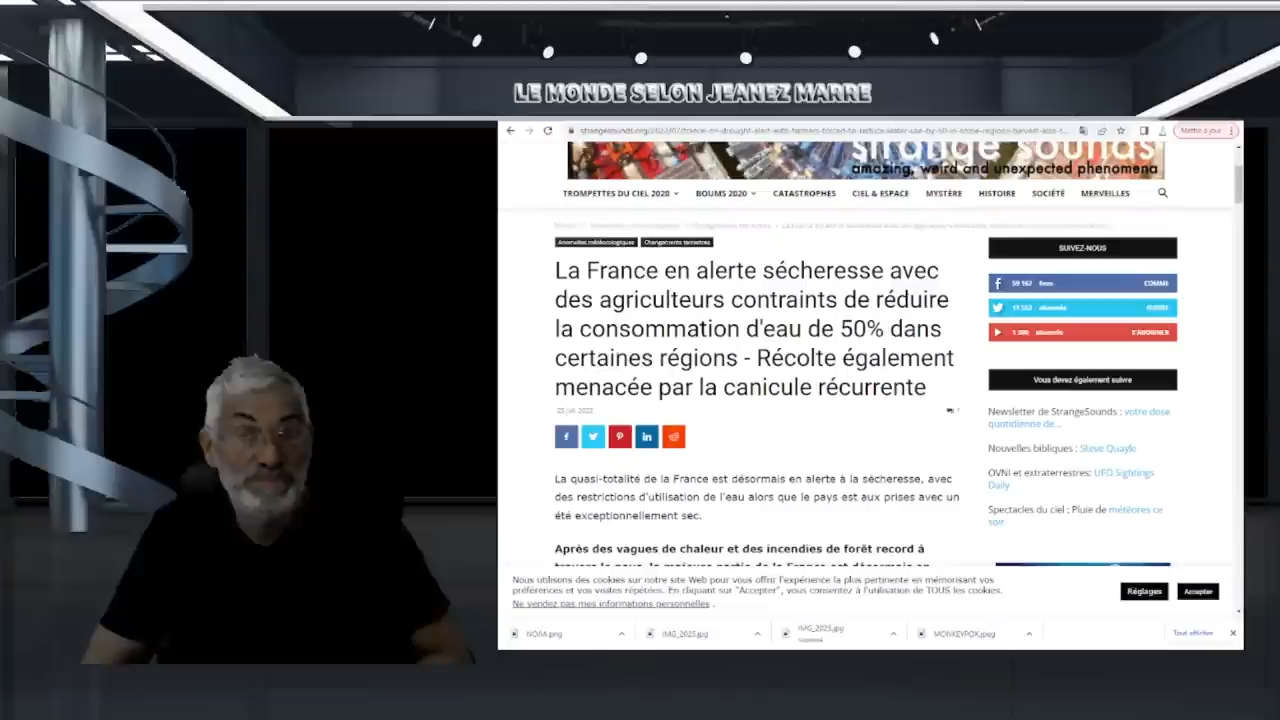 LE MONDE SELON JEANEZ MARRE
Mettre à jour
strange sounds
amazing, weird and unexpected phenomena
TROMPETTES DU CIEL 2020 BOUMS 2020 CATASTROPHES CIEL & ESPACE MYSTÈRE HISTOIRE SOCIÉTÉ MERVEILLES
Anomalies météorologiques Changements terrestres
La France en alerte sécheresse avec
des agriculteurs contraints de réduire
la consommation d'eau de 50% dans
certaines régions - Récolte également
menacée par la canicule récurrente
25 juil. 2022
La quasi-totalité de la France est désormais en alerte à la sécheresse, avec
des restrictions d'utilisation de l'eau alors que le pays est aux prises avec un
été exceptionnellement sec.
Après des vagues de chaleur et des incendies de forêt record à
SUIVEZ-NOUS
59 167 fans COMME
abonnés
abonnés S'ABONNER
Vous devez également suivre
Newsletter de StrangeSounds : votre dose
quotidienne de...
Nouvelles bibliques : Steve Quayle
OVNI et extraterrestres: UFO Sightings
Daily
Spectacles du ciel : Pluie de météores ce
soir
Nous utilisons des cookies sur notre site Web pour vous offrir l'expérience la plus pertinente en mémorisant vos
préférences et vos visites répétées. En cliquant sur "Accepter", vous consentez à l'utilisation de TOUS les cookies.
Ne vendez pas mes informations personnelles .
Réglages Accepter
IMG_2025.jpg IMG_2025.jpg MONKEYPOX.jpeg Tout afficher